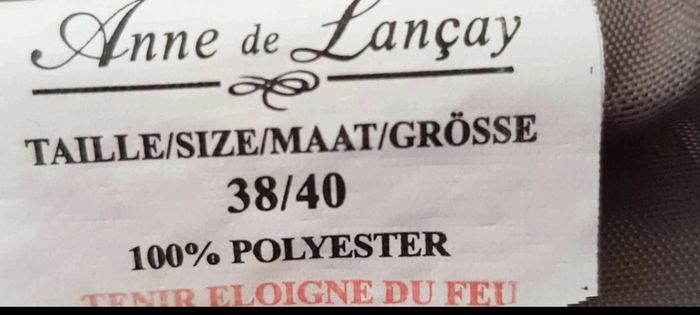 Anne de Lançay
TAILLE/SIZE/MAAT/GRÖSSE
38/40
100% POLYESTER
TENIR ELOIGNE DU FEU